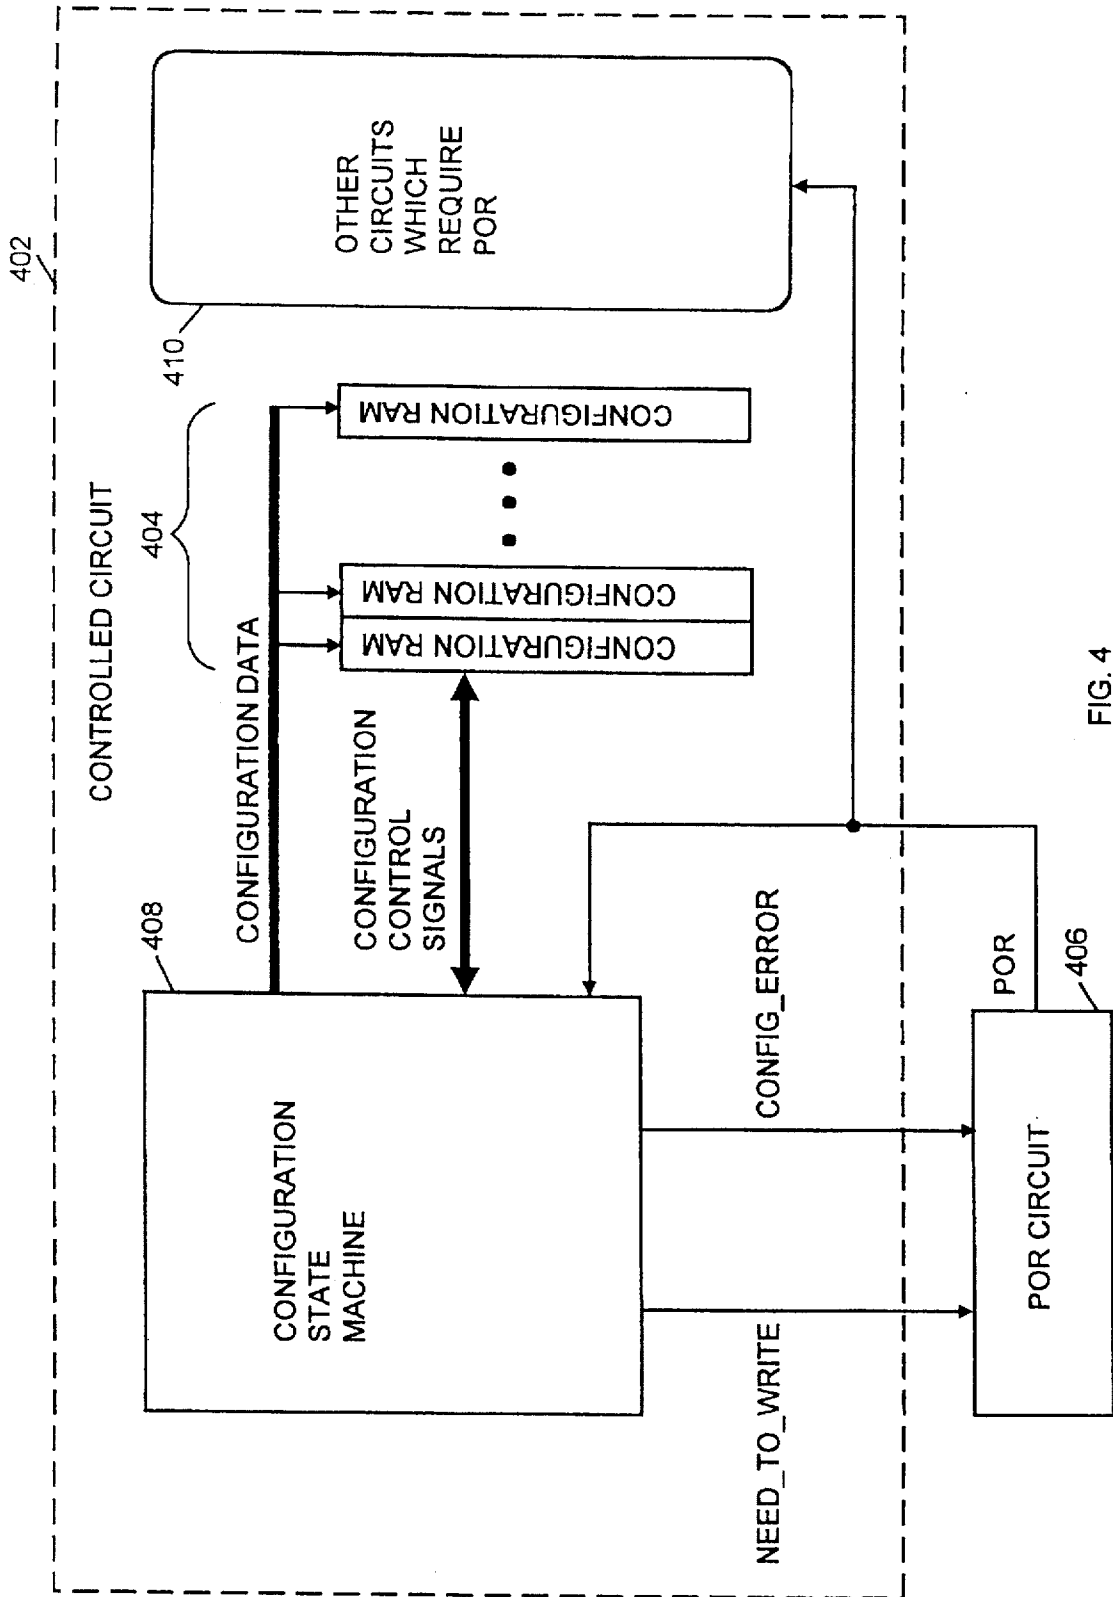 402
CONTROLLED CIRCUIT
404
410
OTHER
CIRCUITS
WHICH
REQUIRE
POR
408
CONFIGURATION DATA
CONFIGURATION
STATE
MACHINE
CONFIGURATION
CONTROL
SIGNALS
CONFIGURATION RAM
CONFIGURATION RAM
CONFIGURATION RAM
NEED_TO_WRITE
CONFIG_ERROR
POR
406
POR CIRCUIT
FIG. 4